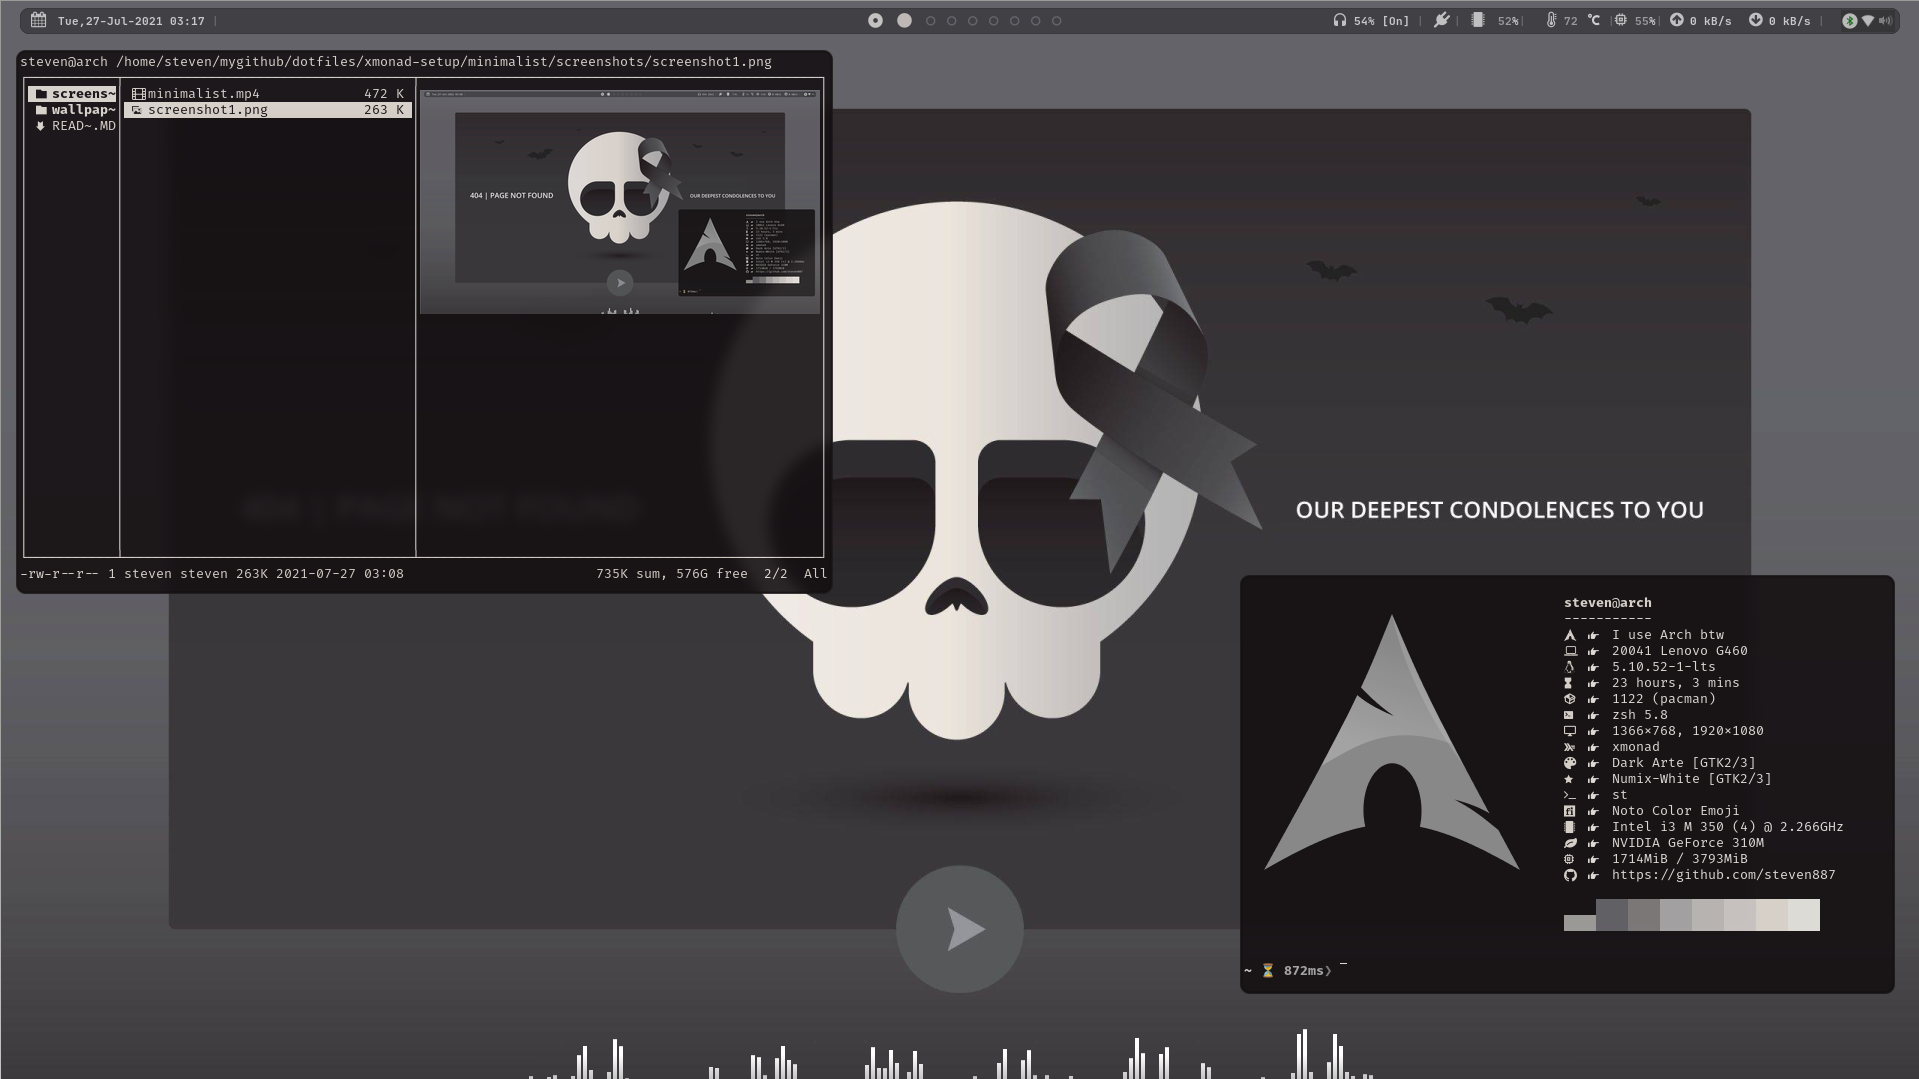 Tue,27-Jul-2021 03:17 |
54% [On] | | 52% | 72 °C | 55% | 0 kB/s 0 kB/s |
steven@arch /home/steven/mygithub/dotfiles/xmonad-setup/minimalist/screenshots/screenshot1.png
screens~
wallpap~
READ~.MD
minimalist.mp4 472 K
screenshot1.png 263 K
404 | PAGE NOT FOUND
OUR DEEPEST CONDOLENCES TO YOU
404 | PAGE NOT FOUND
-rw-r--r-- 1 steven steven 263K 2021-07-27 03:08 735K sum, 576G free 2/2 All
OUR DEEPEST CONDOLENCES TO YOU
steven@arch
-----------
I use Arch btw
20041 Lenovo G460
5.10.52-1-lts
23 hours, 3 mins
1122 (pacman)
zsh 5.8
1366×768, 1920×1080
xmonad
Dark Arte [GTK2/3]
Numix-White [GTK2/3]
st
Noto Color Emoji
Intel i3 M 350 (4) @ 2.266GHz
NVIDIA GeForce 310M
1714MiB / 3793MiB
https://github.com/steven887
~ ⏳ 872ms❯ _